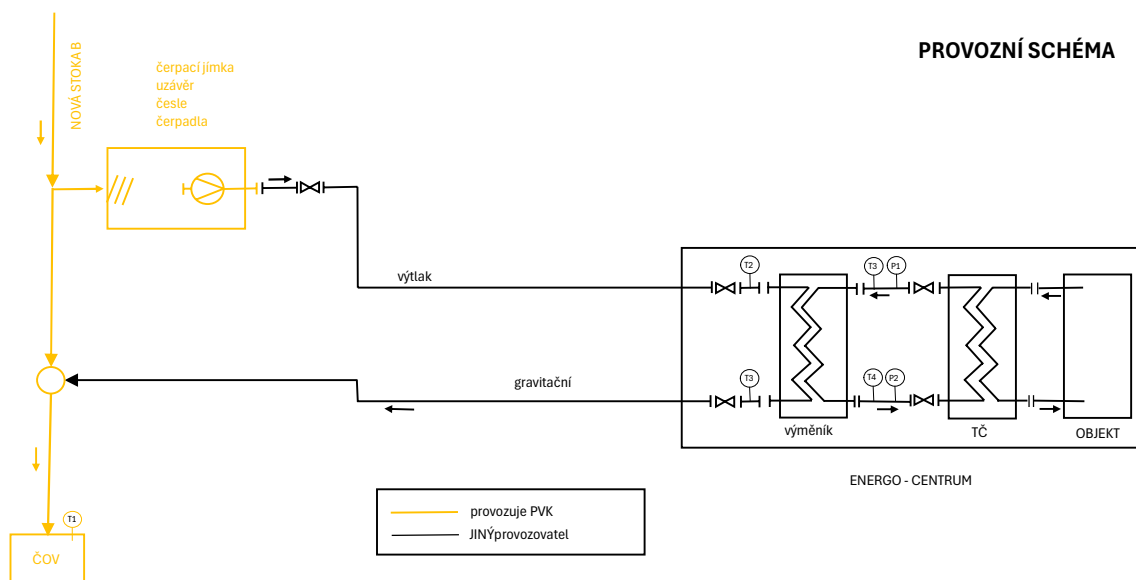 PROVOZNÍ SCHÉMA
NOVÁ STOKA B
čerpací jímka
uzávěr
česle
čerpadla
výtlak
T2
T3
P1
gravitační
T3
T4
P2
výměník
TČ
OBJEKT
ENERGO - CENTRUM
provozuje PVK
JINÝprovozovatel
T1
ČOV